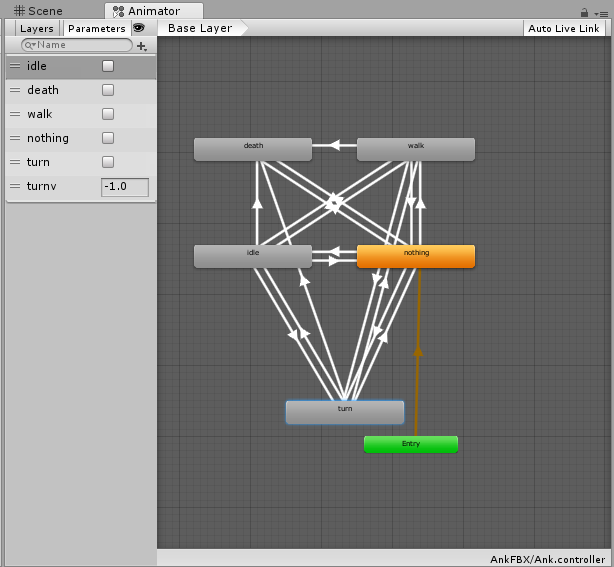 Scene Animator
Layers Parameters Base Layer Auto Live Link
Name
idle
death
walk
nothing
turn
turnv -1.0
death walk
idle nothing
turn
Entry
AnkFBX/Ank.controller